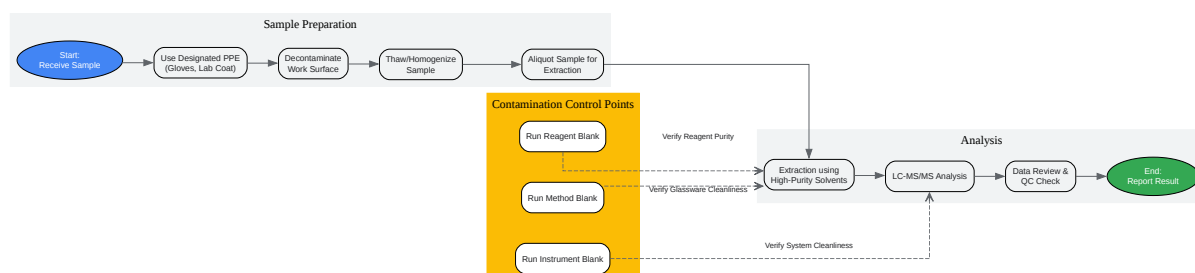 Sample Preparation
Start:
Receive Sample
Use Designated PPE
(Gloves, Lab Coat)
Decontaminate
Work Surface
Thaw/Homogenize
Sample
Aliquot Sample for
Extraction
Contamination Control Points
Run Reagent Blank
Verify Reagent Purity
Run Method Blank
Verify Glassware Cleanliness
Run Instrument Blank
Verify System Cleanliness
Analysis
Extraction using
High-Purity Solvents
LC-MS/MS Analysis
Data Review &
QC Check
End:
Report Result